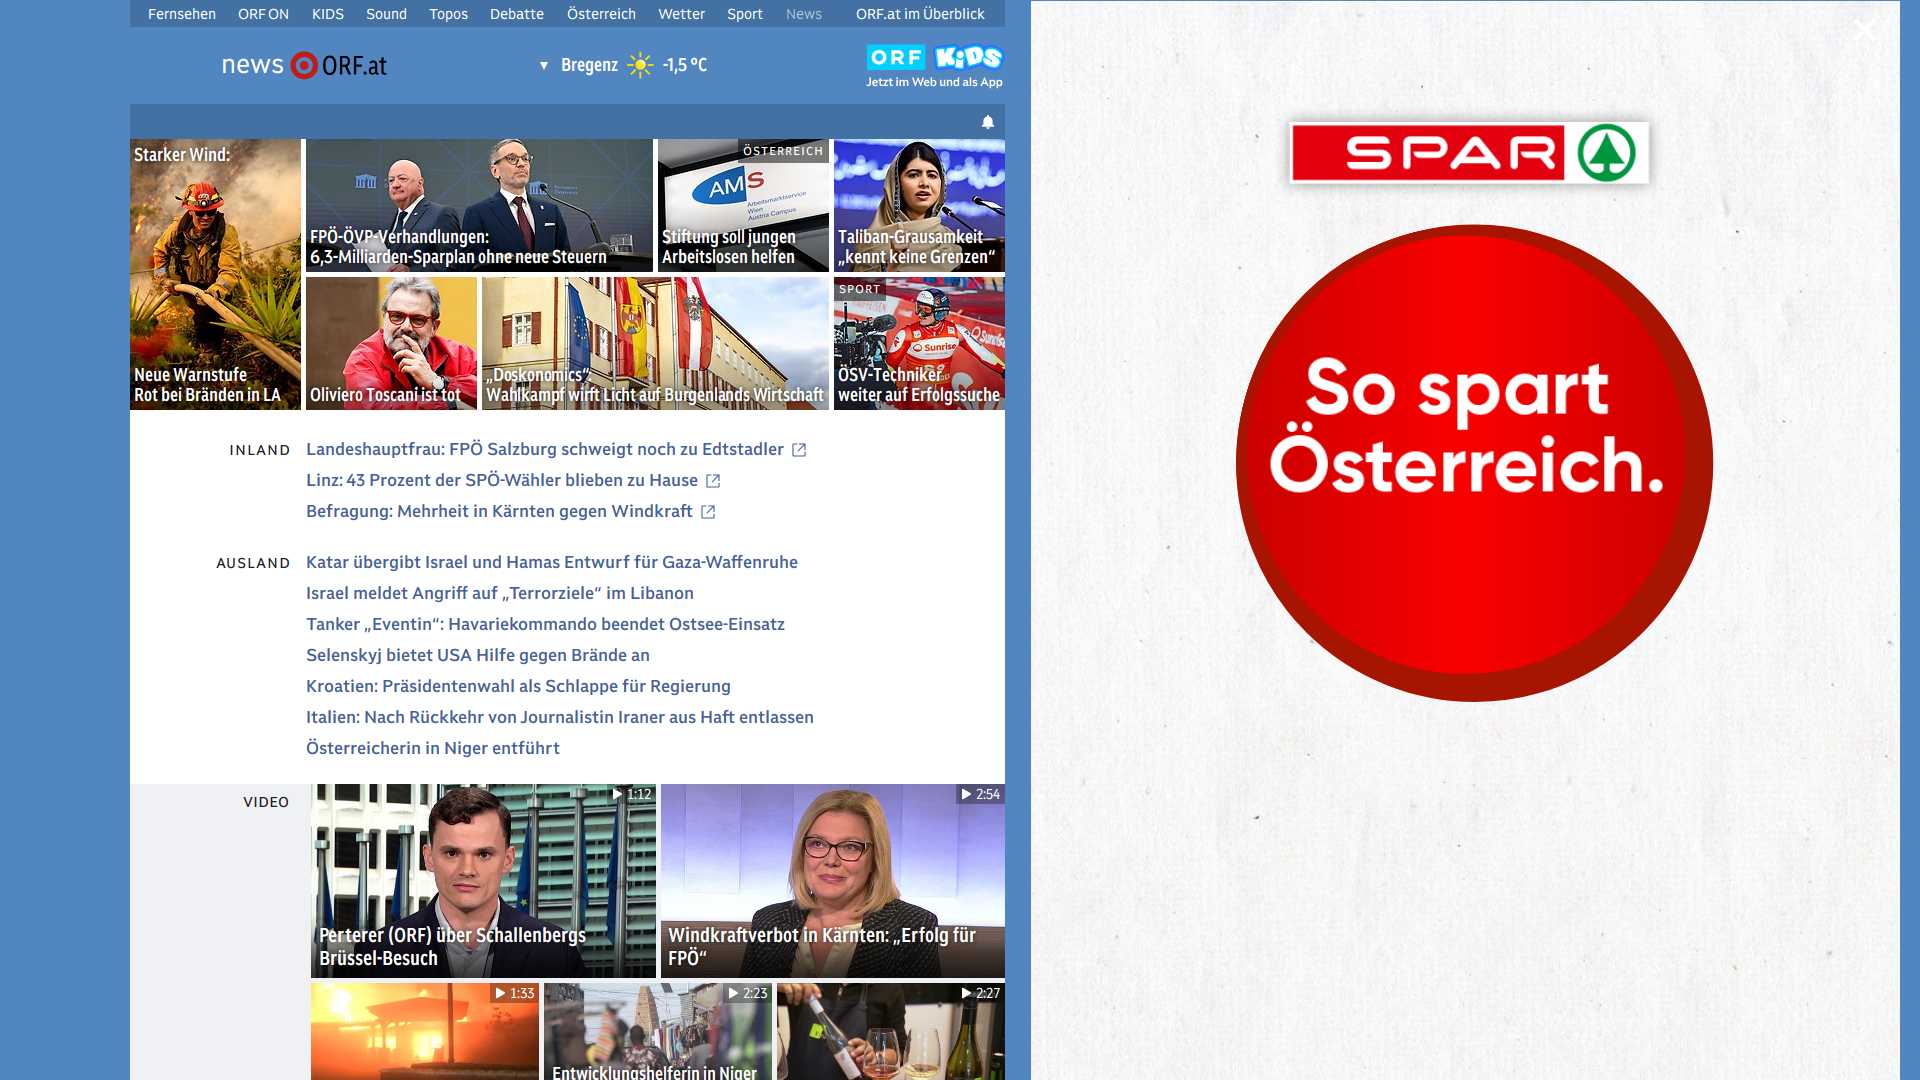 Fernsehen ORF ON KIDS Sound Topos Debatte Österreich Wetter Sport News ORF.at im Überblick
news ORF.at
Bregenz -1,5 °C
ORF KiDS
Jetzt im Web und als App
Starker Wind:
Neue Warnstufe
Rot bei Bränden in LA
FPÖ-ÖVP-Verhandlungen:
6,3-Milliarden-Sparplan ohne neue Steuern
ÖSTERREICH
AMS
Arbeitsmarktservice
Wien
Austria Campus
Stiftung soll jungen
Arbeitslosen helfen
Taliban-Grausamkeit
„kennt keine Grenzen“
Oliviero Toscani ist tot
„Doskonomics“:
Wahlkampf wirft Licht auf Burgenlands Wirtschaft
SPORT
Sunrise
ÖSV-Techniker
weiter auf Erfolgssuche
INLAND
Landeshauptfrau: FPÖ Salzburg schweigt noch zu Edtstadler
Linz: 43 Prozent der SPÖ-Wähler blieben zu Hause
Befragung: Mehrheit in Kärnten gegen Windkraft
AUSLAND
Katar übergibt Israel und Hamas Entwurf für Gaza-Waffenruhe
Israel meldet Angriff auf „Terrorziele“ im Libanon
Tanker „Eventin“: Havariekommando beendet Ostsee-Einsatz
Selenskyj bietet USA Hilfe gegen Brände an
Kroatien: Präsidentenwahl als Schlappe für Regierung
Italien: Nach Rückkehr von Journalistin Iraner aus Haft entlassen
Österreicherin in Niger entführt
VIDEO
1:12
Perterer (ORF) über Schallenbergs
Brüssel-Besuch
2:54
Windkraftverbot in Kärnten: „Erfolg für
FPÖ“
1:33
2:23
Entwicklungshelferin in Niger
2:27
SPAR
So spart
Österreich.